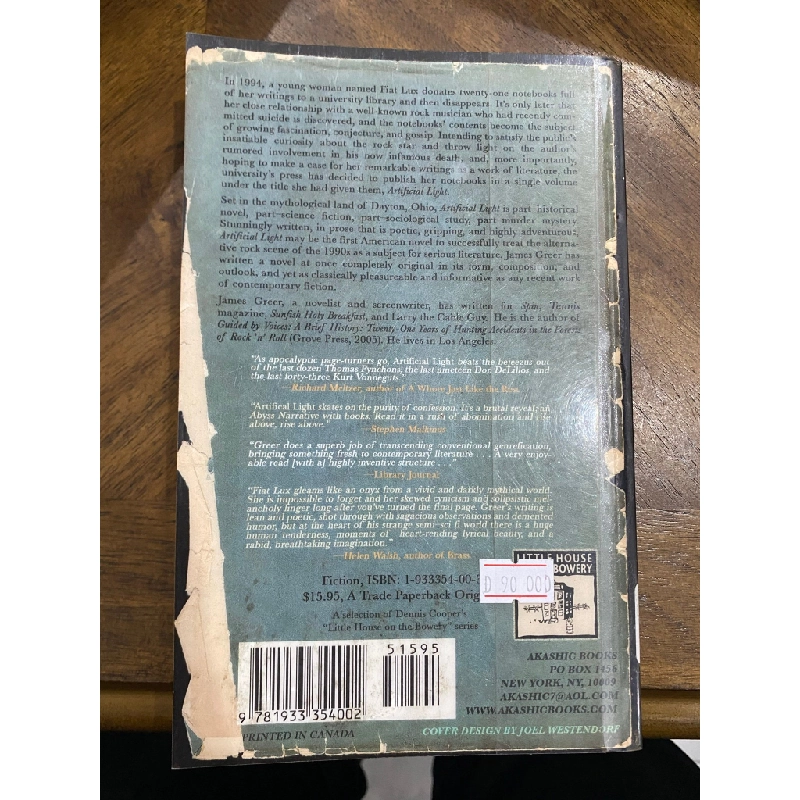 In 1994, a young woman named Fiat Lux donates twenty-one notebooks full
of her writings to a university library and then disappears. It's only later that
her close relationship with a well-known rock musician who had recently com-
mitted suicide is discovered, and the notebooks' contents become the subject
of growing fascination, conjecture, and gossip. Intending to satisfy the public's
insatiable curiosity about the rock star and throw light on the author's
rumored involvement in his now infamous death, and, more importantly,
hoping to make a case for her remarkable writings as a work of literature, the
university's press has decided to publish her notebooks in a single volume
under the title she had given them, Artificial Light.
Set in the mythological land of Dayton, Ohio, Artificial Light is part-historical
novel, part-science fiction, part-sociological study, part-murder mystery.
Stunningly written, in prose that is poetic, gripping, and highly adventurous,
Artificial Light may be the first American novel to successfully treat the alterna-
tive rock scene of the 1990s as a subject for serious literature. James Greer has
written a novel at once completely original in its form, composition, and
outlook, and yet as classically pleasureable and informative as any recent work
of contemporary fiction.
James Greer, a novelist and screenwriter, has written for Spin, Tennis
magazine, Sunfish Holy Breakfast, and Larry the Cable Guy. He is the author of
Guided by Voices: A Brief History: Twenty-One Years of Hunting Accidents in the Forests
of Rock 'n' Roll (Grove Press, 2005). He lives in Los Angeles.
"As apocalyptic page-turners go, Artificial Light beats the bejeezus out
of the last dozen Thomas Pynchons, the last nineteen Don DeLillos, and
the last forty-three Kurt Vonneguts."
—Richard Meltzer, author of A Whore Just Like the Rest
"Artifical Light skates on the purity of confession. It's a brutal reveal; an
Abyss Narrative with books. Read it in a rush of abomination and rise
above, rise above."
—Stephen Malkmus
"Greer does a superb job of transcending conventional genrefication,
bringing something fresh to contemporary literature . . . A very enjoy-
able read [with a] highly inventive structure . . ."
—Library Journal
"Fiat Lux gleams like an onyx from a vivid and darkly mythical world.
She is impossible to forget and her skewed cynicism and solipsistic me-
ancholy linger long after you've turned the final page. Greer's writing is
lean and poetic, shot through with sagacious observations and demonic
humor, but at the heart of his strange semi-sci fi world there is a huge
human tenderness, moments of heart-rending lyrical beauty, and a
rabid, breathtaking imagination."
—Helen Walsh, author of Brass
Fiction, ISBN: 1-933354-00-
$15.95, A Trade Paperback Orig
D 90.00
LITTLE HOUSE
BOWERY
A selection of Dennis Cooper's
"Little House on the Bowery" series
51595
9 781933 354002
AKASHIC BOOKS
PO BOX 1456
NEW YORK, NY, 10009
AKASHIC7@AOL.COM
WWW.AKASHICBOOKS.COM
PRINTED IN CANADA
COVER DESIGN BY JOEL WESTENDORF